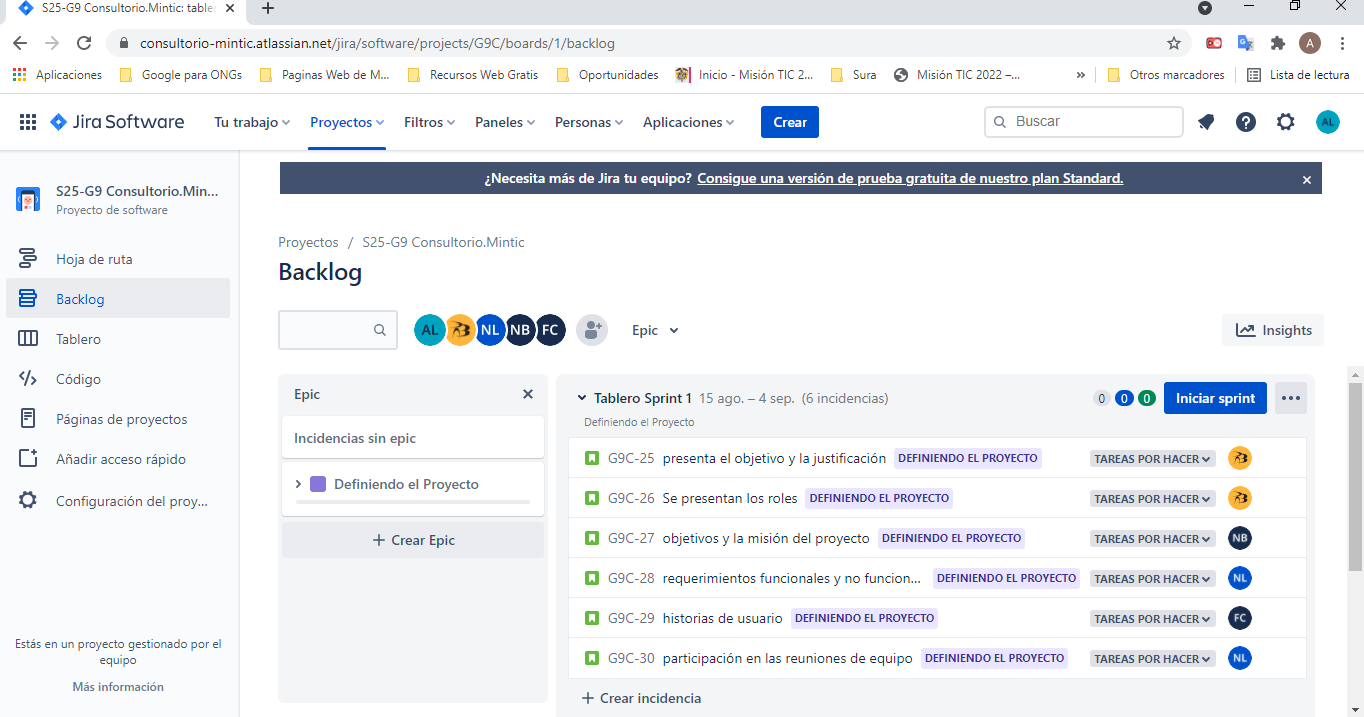 S25-G9 Consultorio.Mintic: tabler
consultorio-mintic.atlassian.net/jira/software/projects/G9C/boards/1/backlog
A
Aplicaciones Google para ONGs Paginas Web de M... Recursos Web Gratis Oportunidades Inicio - Misión TIC 2... Sura Misión TIC 2022 –... » Otros marcadores Lista de lectura
Jira Software Tu trabajo Proyectos Filtros Paneles Personas Aplicaciones Crear Buscar AL
¿Necesita más de Jira tu equipo? Consigue una versión de prueba gratuita de nuestro plan Standard.
S25-G9 Consultorio.Min...
Proyecto de software
Hoja de ruta
Backlog
Tablero
Código
Páginas de proyectos
Añadir acceso rápido
Configuración del proy...
Estás en un proyecto gestionado por el
equipo
Más información
Proyectos / S25-G9 Consultorio.Mintic
Backlog
AL NL NB FC Epic Insights
Epic
Incidencias sin epic
Definiendo el Proyecto
+ Crear Epic
Tablero Sprint 1 15 ago. – 4 sep. (6 incidencias) 0 0 0 Iniciar sprint
Definiendo el Proyecto
G9C-25 presenta el objetivo y la justificación DEFINIENDO EL PROYECTO TAREAS POR HACER
G9C-26 Se presentan los roles DEFINIENDO EL PROYECTO TAREAS POR HACER
G9C-27 objetivos y la misión del proyecto DEFINIENDO EL PROYECTO TAREAS POR HACER NB
G9C-28 requerimientos funcionales y no funcion... DEFINIENDO EL PROYECTO TAREAS POR HACER NL
G9C-29 historias de usuario DEFINIENDO EL PROYECTO TAREAS POR HACER FC
G9C-30 participación en las reuniones de equipo DEFINIENDO EL PROYECTO TAREAS POR HACER NL
+ Crear incidencia